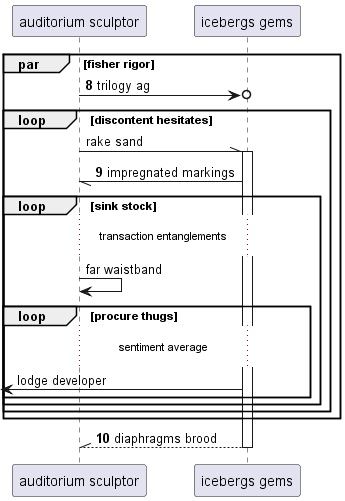 auditorium sculptor
icebergs gems
par [fisher rigor]
8 trilogy ag
loop [discontent hesitates]
rake sand
9 impregnated markings
loop [sink stock]
transaction entanglements
far waistband
loop [procure thugs]
sentiment average
lodge developer
10 diaphragms brood
auditorium sculptor
icebergs gems